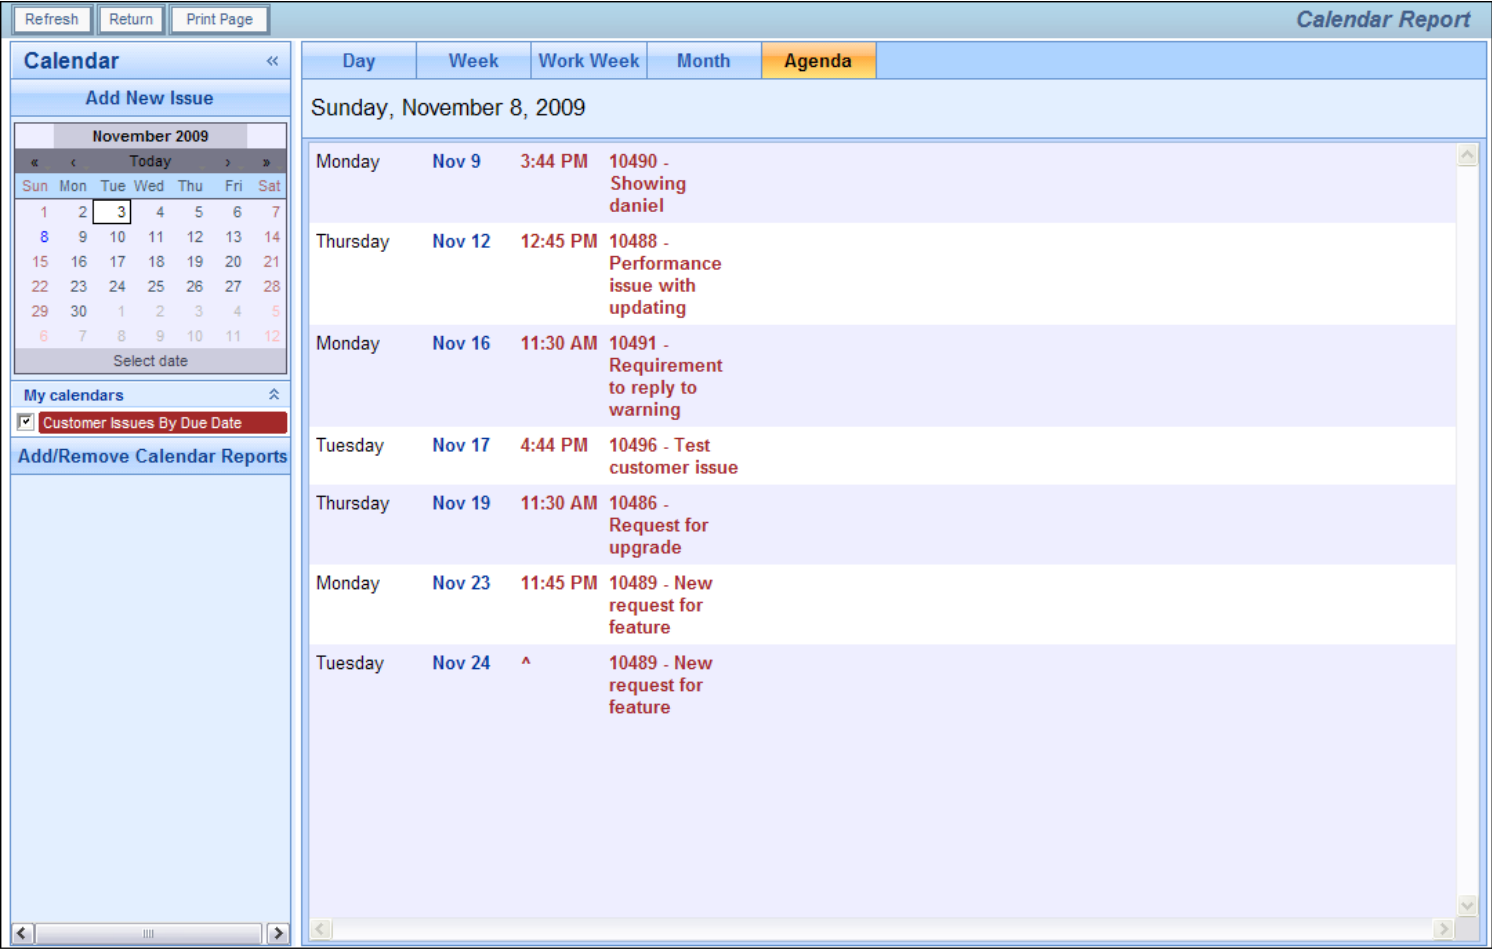 Refresh Return Print Page Calendar Report
Calendar «
Add New Issue
November 2009
« ‹ Today › »
Sun Mon Tue Wed Thu Fri Sat
1 2 3 4 5 6 7
8 9 10 11 12 13 14
15 16 17 18 19 20 21
22 23 24 25 26 27 28
29 30 1 2 3 4 5
6 7 8 9 10 11 12
Select date
My calendars
Customer Issues By Due Date
Add/Remove Calendar Reports
Day Week Work Week Month Agenda
Sunday, November 8, 2009
Monday Nov 9 3:44 PM 10490 -
Showing
daniel
Thursday Nov 12 12:45 PM 10488 -
Performance
issue with
updating
Monday Nov 16 11:30 AM 10491 -
Requirement
to reply to
warning
Tuesday Nov 17 4:44 PM 10496 - Test
customer issue
Thursday Nov 19 11:30 AM 10486 -
Request for
upgrade
Monday Nov 23 11:45 PM 10489 - New
request for
feature
Tuesday Nov 24 ^ 10489 - New
request for
feature